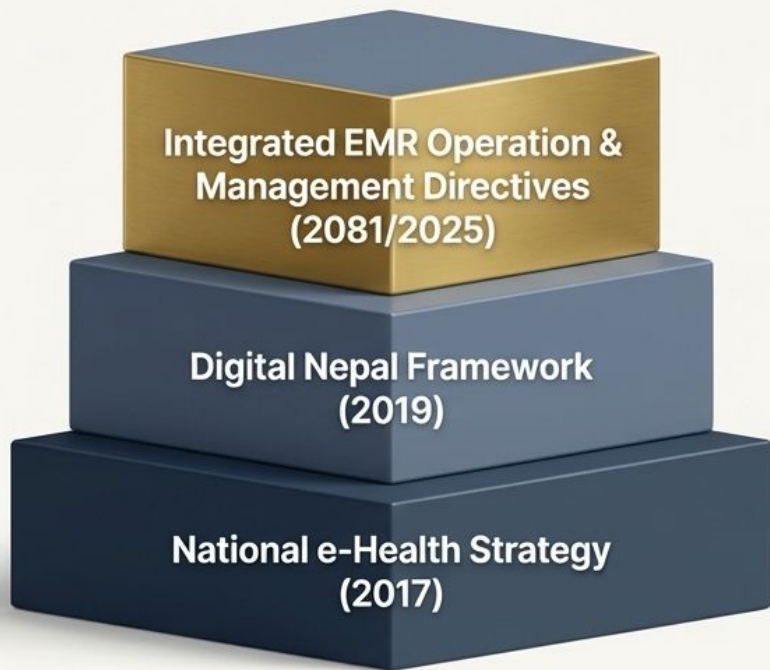 Integrated EMR Operation &
Management Directives
(2081/2025)
Digital Nepal Framework
(2019)
National e-Health Strategy
(2017)